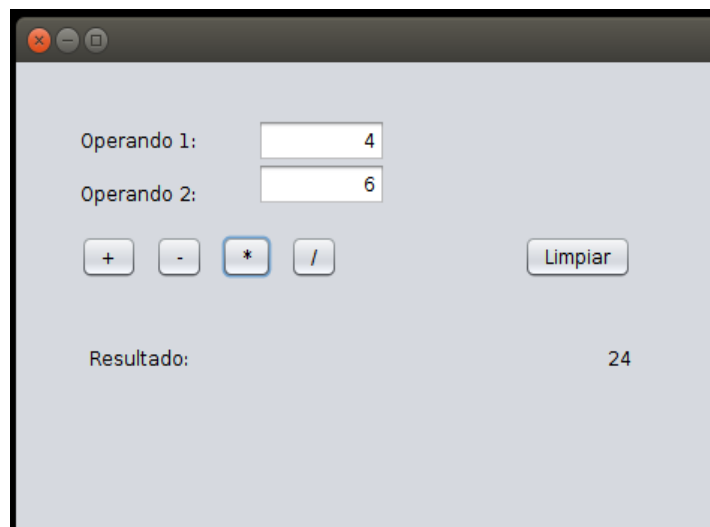 Operando 1: 4
Operando 2: 6
+ - * / Limpiar
Resultado: 24